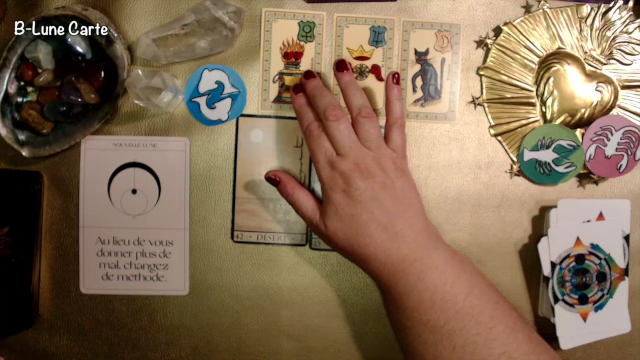 B-Lune Carte
NOUVELLE LUNE
Au lieu de vous
donner plus de
mal, changez
de méthode.
42 DÉSERT